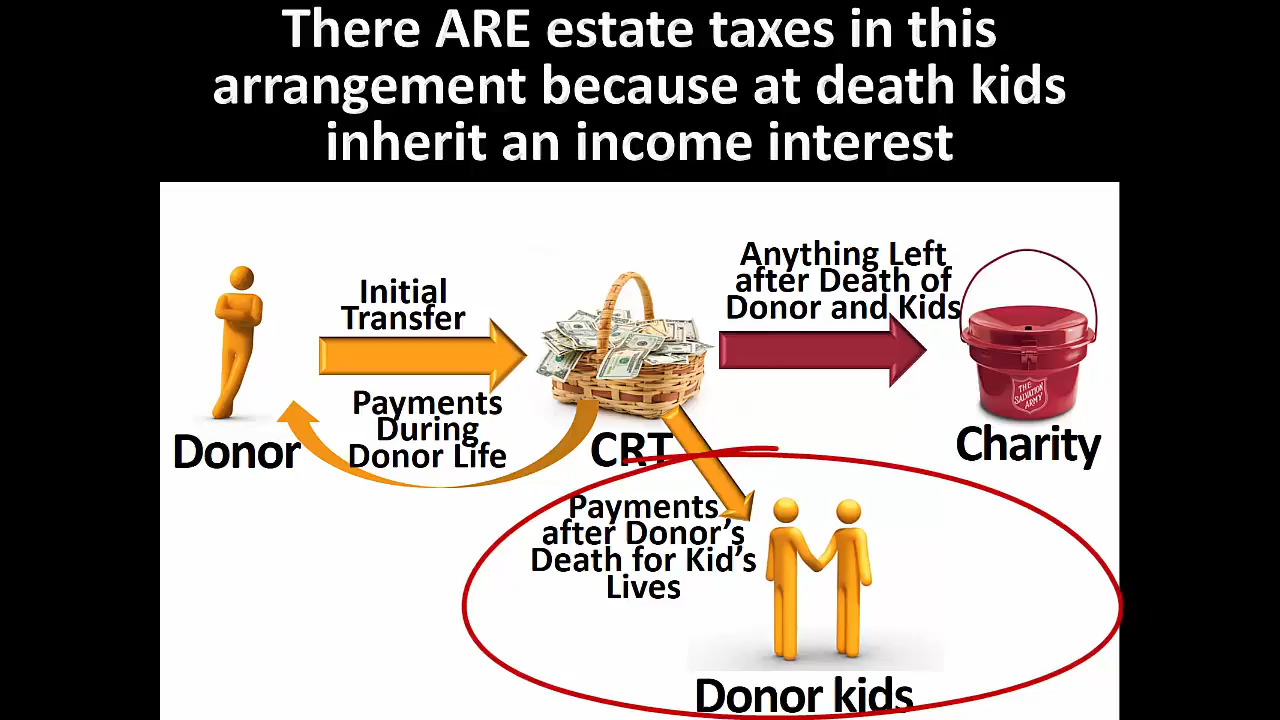 There ARE estate taxes in this
arrangement because at death kids
inherit an income interest
Initial
Transfer
Anything Left
after Death of
Donor and Kids
THE
SALVATION
ARMY
Payments
During
Donor Life
Donor
CRT
Charity
Payments
after Donor's
Death for Kid's
Lives
Donor kids